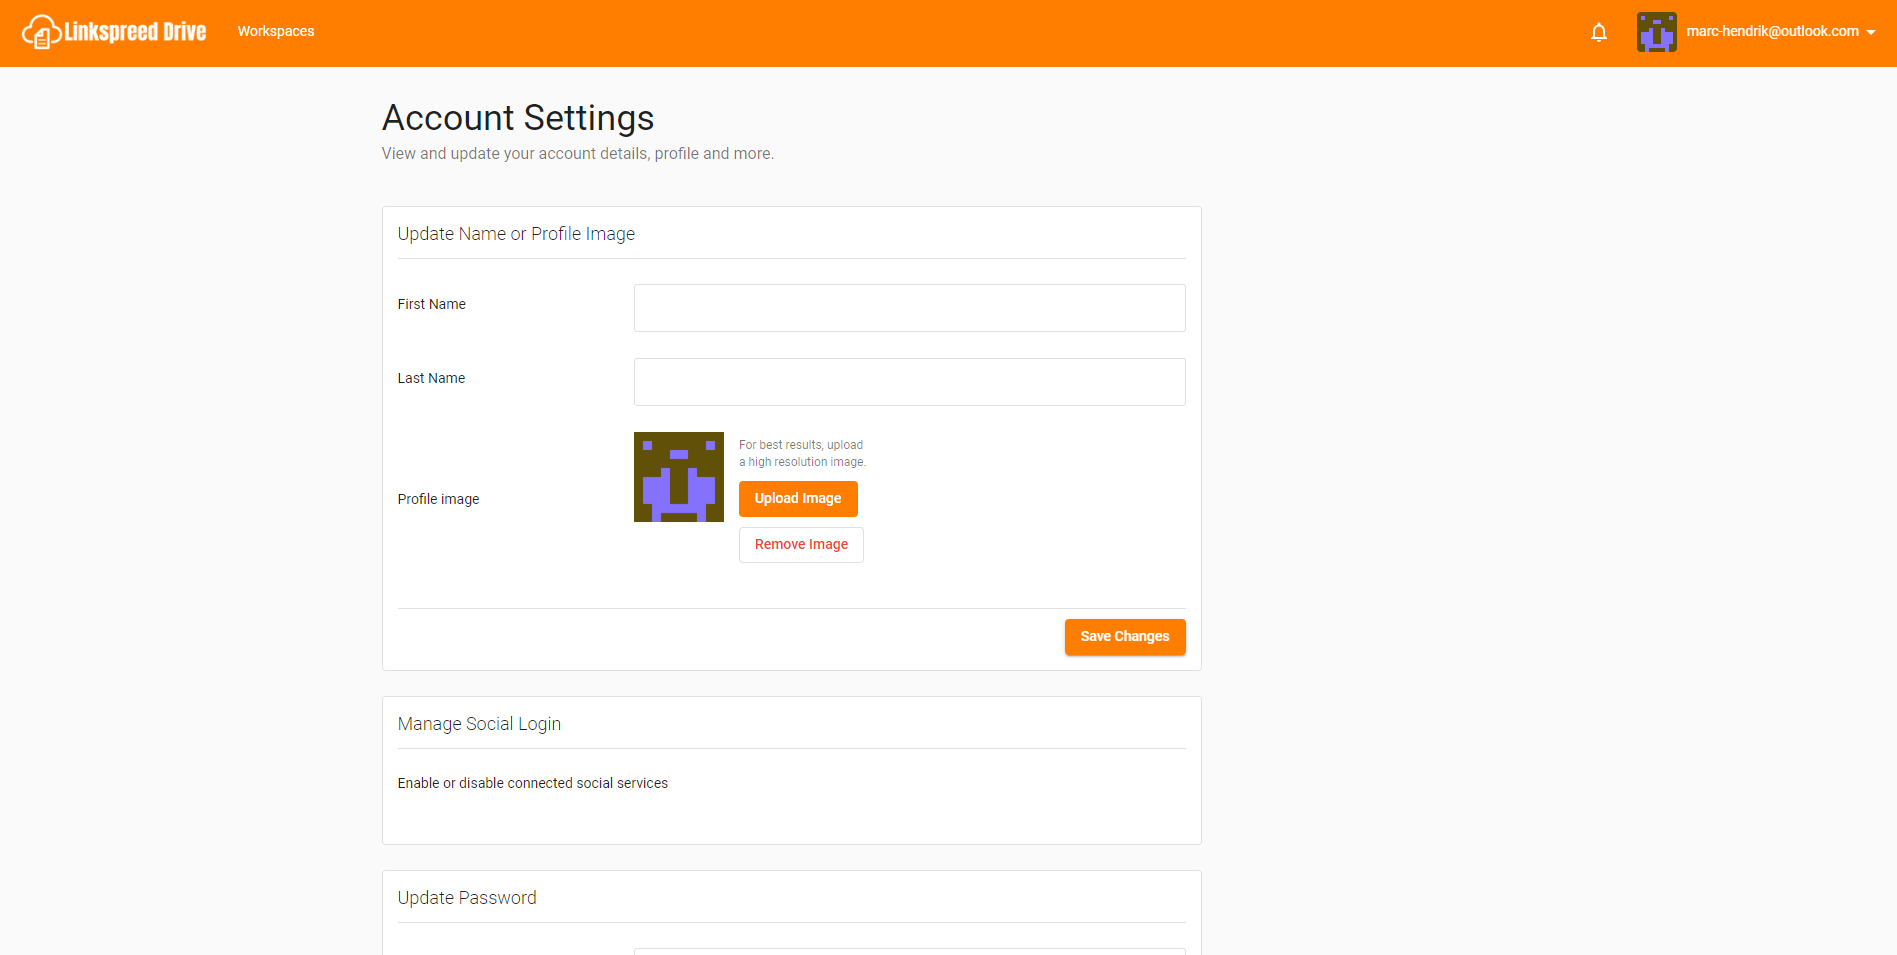 Linkspreed Drive
Workspaces
marc-hendrik@outlook.com
Account Settings
View and update your account details, profile and more.
Update Name or Profile Image
First Name
Last Name
Profile image
For best results, upload
a high resolution image.
Upload Image
Remove Image
Save Changes
Manage Social Login
Enable or disable connected social services
Update Password